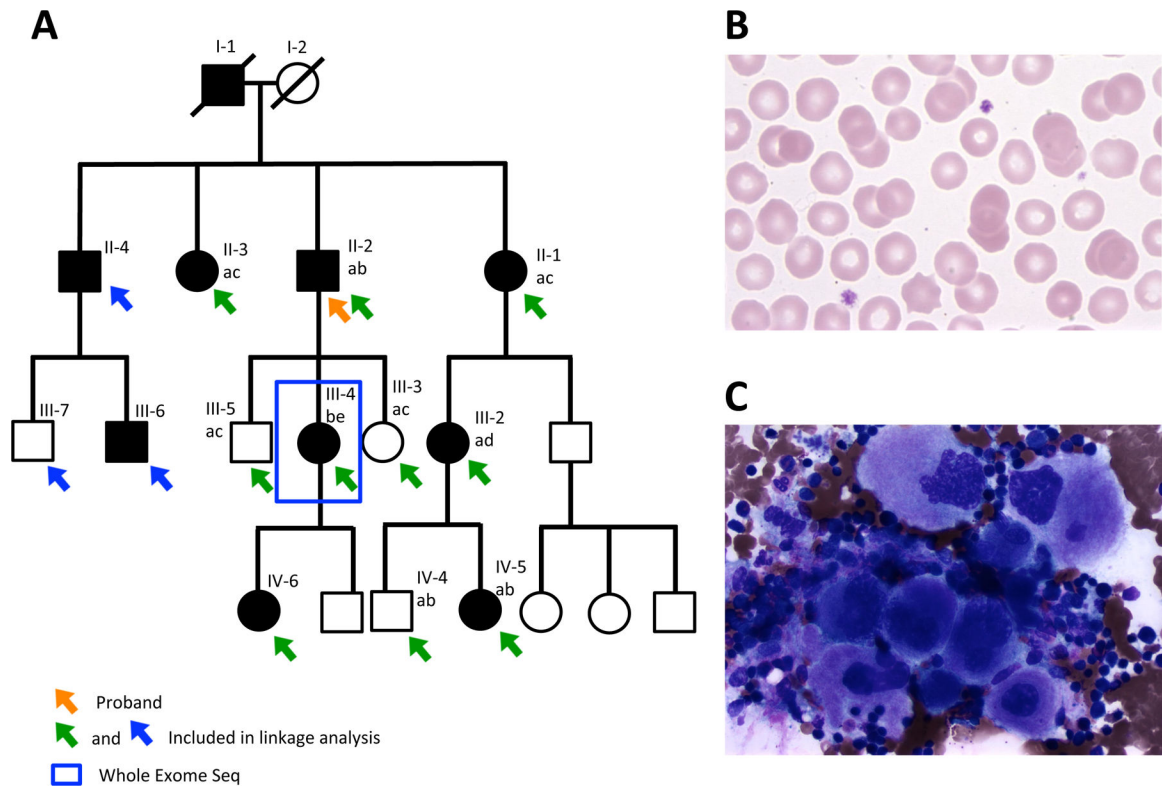 A
B
C
I-1
I-2
II-4
II-3
ac
II-2
ab
II-1
ac
III-7
III-6
III-5
ac
III-4
be
III-3
ac
III-2
ad
IV-6
IV-4
ab
IV-5
ab
Proband
and
Included in linkage analysis
Whole Exome Seq